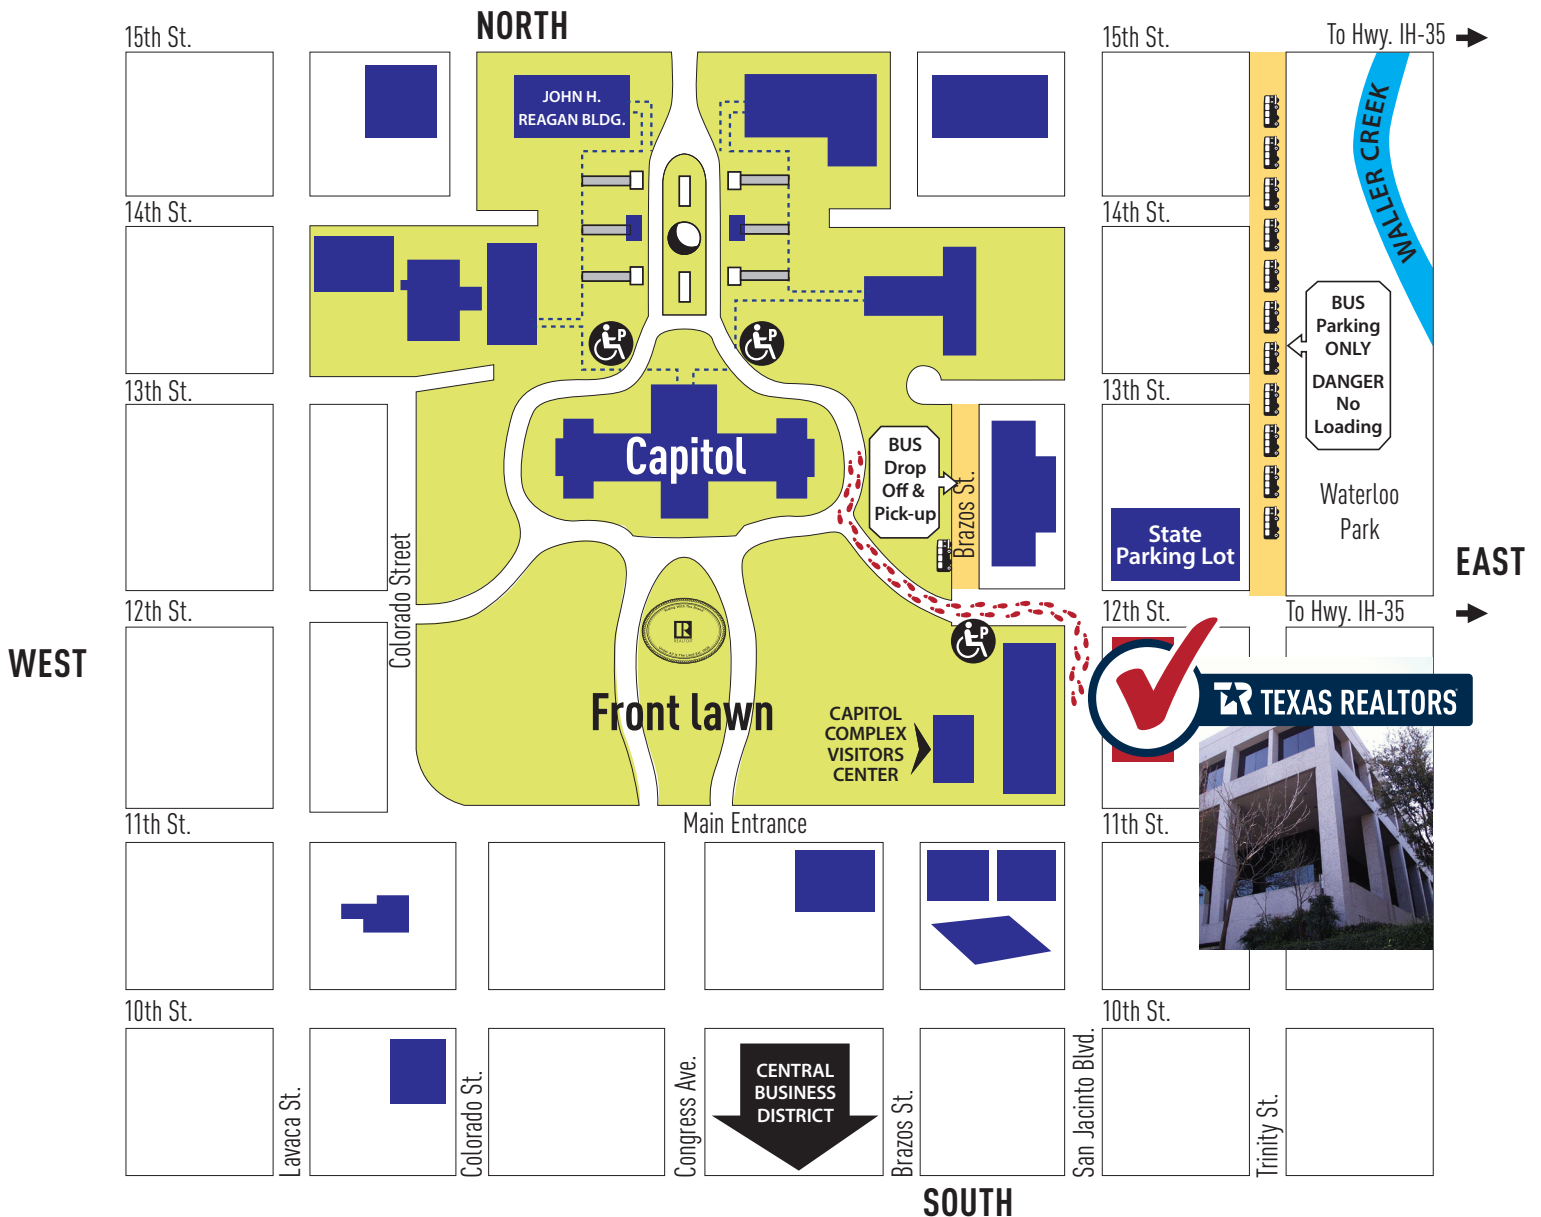 NORTH
15th St.
15th St.
To Hwy. IH-35
JOHN H.
REAGAN BLDG.
WALLER CREEK
14th St.
14th St.
P
P
BUS
Parking
ONLY
DANGER
No
Loading
13th St.
13th St.
Capitol
BUS
Drop
Off &
Pick-up
Brazos St.
Waterloo
Park
State
Parking Lot
EAST
Colorado Street
12th St.
12th St.
To Hwy. IH-35
P
R
REALTOR
WEST
Front lawn
TEXAS REALTORS
CAPITOL
COMPLEX
VISITORS
CENTER
Main Entrance
11th St.
11th St.
10th St.
10th St.
CENTRAL
BUSINESS
DISTRICT
Lavaca St.
Colorado St.
Congress Ave.
Brazos St.
San Jacinto Blvd.
Trinity St.
SOUTH